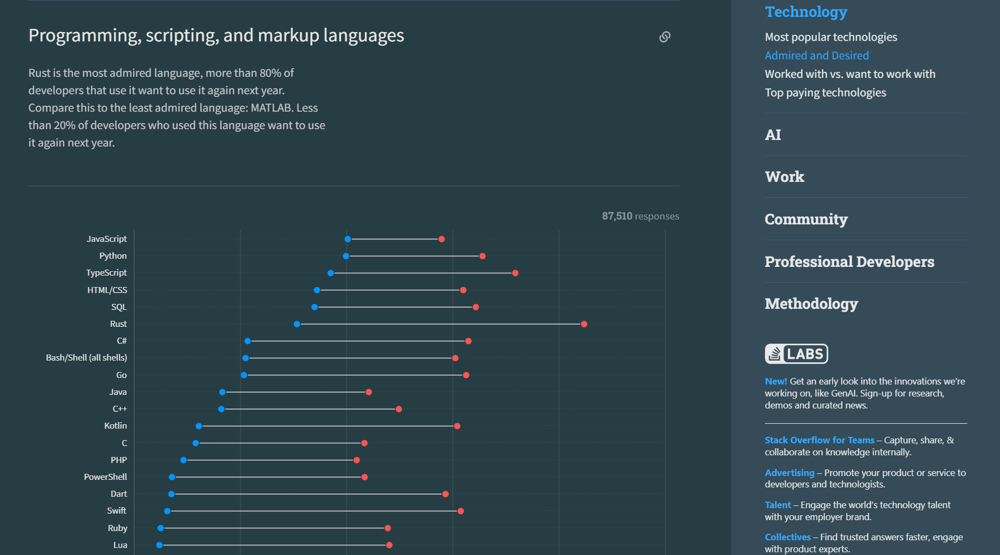 Programming, scripting, and markup languages
Rust is the most admired language, more than 80% of
developers that use it want to use it again next year.
Compare this to the least admired language: MATLAB. Less
than 20% of developers who used this language want to use
it again next year.
87,510 responses
JavaScript
Python
TypeScript
HTML/CSS
SQL
Rust
C#
Bash/Shell (all shells)
Go
Java
C++
Kotlin
C
PHP
PowerShell
Dart
Swift
Ruby
Lua
Technology
Most popular technologies
Admired and Desired
Worked with vs. want to work with
Top paying technologies
AI
Work
Community
Professional Developers
Methodology
LABS
New! Get an early look into the innovations we’re
working on, like GenAI. Sign-up for research,
demos and curated news.
Stack Overflow for Teams – Capture, share, &
collaborate on knowledge internally.
Advertising – Promote your product or service to
developers and technologists.
Talent – Engage the world’s technology talent
with your employer brand.
Collectives – Find trusted answers faster, engage
with product experts.